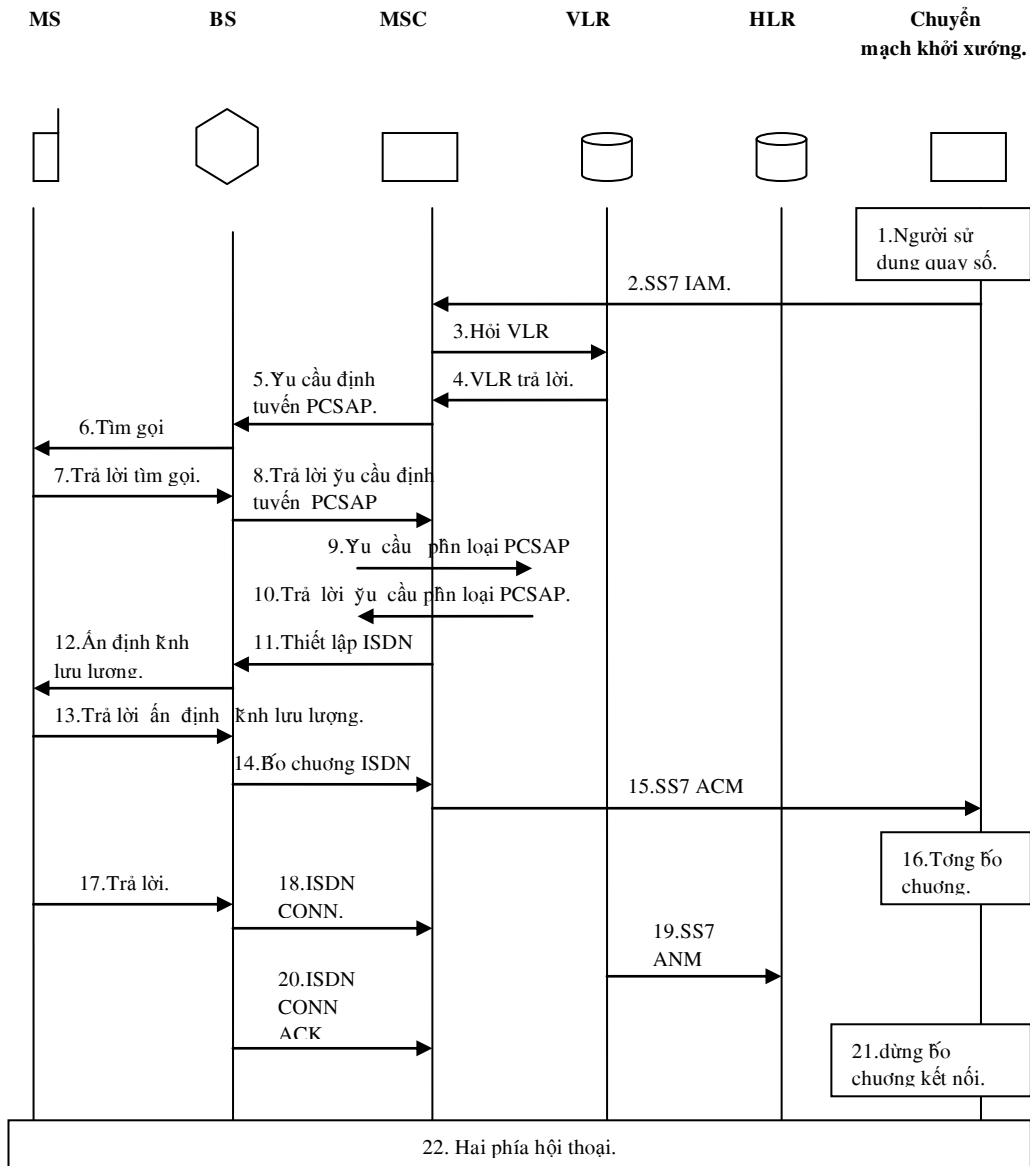 MS BS MSC VLR HLR Chuyển
mạch khởi xướng.
1.Người sử
dụng quay số.
2.SS7 IAM.
3.Hỏi VLR
4.VLR trả lời.
5.Yu cầu định
tuyến PCSAP.
6.Tìm gọi
7.Trả lời tìm gọi.
8.Trả lời yu cầu định
tuyến PCSAP
9.Yu cầu phn loại PCSAP
10.Trả lời yu cầu phn loại PCSAP.
11.Thiết lập ISDN
12.Ấn định knh
lưu lượng.
13.Trả lời ấn định knh lưu lượng.
14.Bo chuơng ISDN
15.SS7 ACM
16.Tơng bo
chuơng.
17.Trả lời.
18.ISDN
CONN.
19.SS7
ANM
20.ISDN
CONN
ACK
21.dừng bo
chuơng kết nối.
22. Hai phía hội thoại.